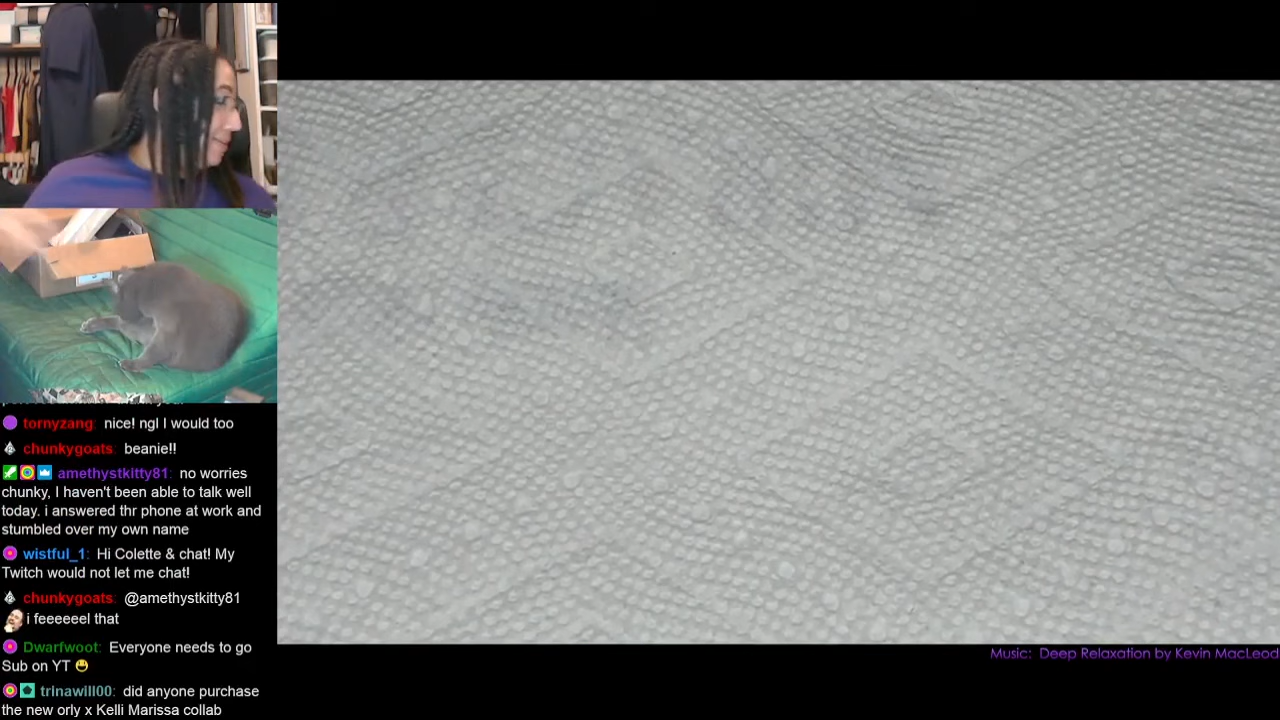 tornyzang: nice! ngl I would too
chunkygoats: beanie!!
amethystkitty81: no worries
chunky, I haven't been able to talk well
today. i answered thr phone at work and
stumbled over my own name
wistful_1: Hi Colette & chat! My
Twitch would not let me chat!
chunkygoats: @amethystkitty81
i feeeeeel that
Dwarfwoot: Everyone needs to go
Sub on YT
trinawill00: did anyone purchase
the new orly x Kelli Marissa collab
Music: Deep Relaxation by Kevin MacLeod